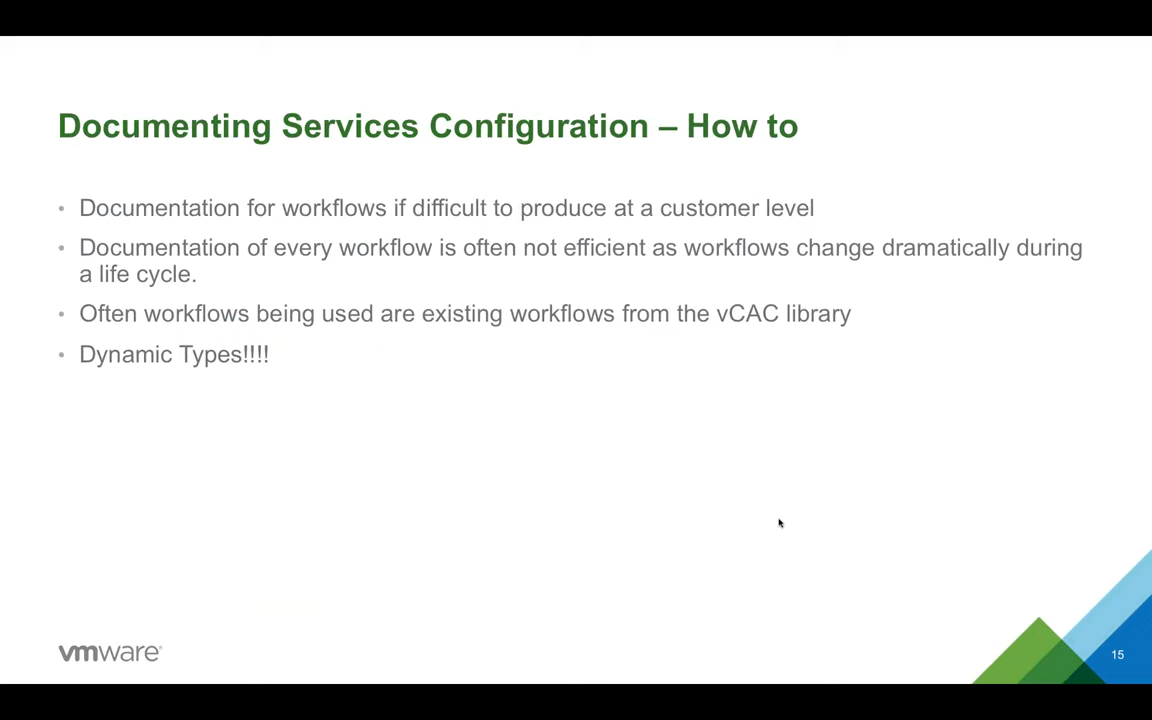 Documenting Services Configuration – How to
• Documentation for workflows if difficult to produce at a customer level
• Documentation of every workflow is often not efficient as workflows change dramatically during
a life cycle.
• Often workflows being used are existing workflows from the vCAC library
• Dynamic Types!!!!
vmware®
15